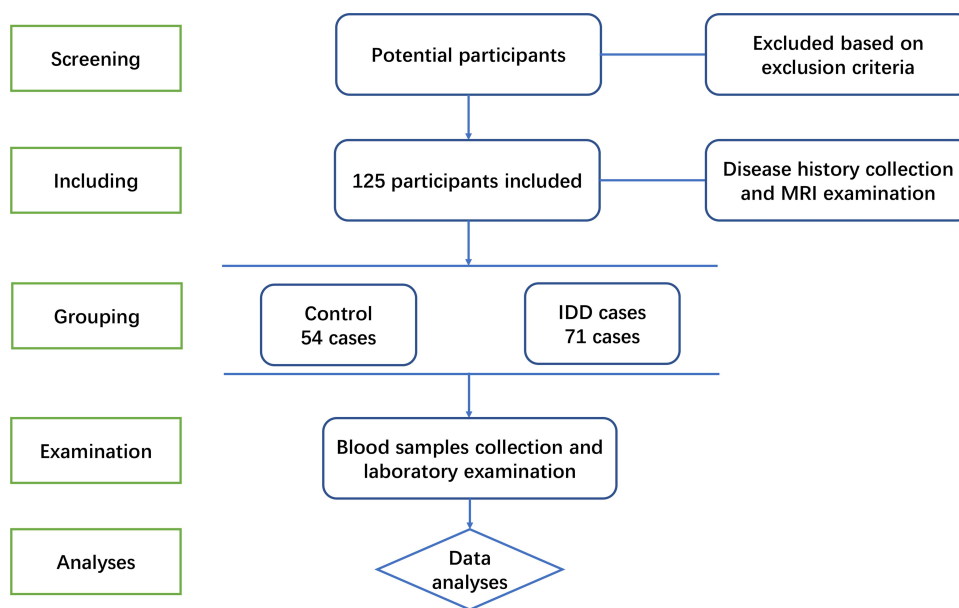 Screening
Potential participants
Excluded based on
exclusion criteria
Including
125 participants included
Disease history collection
and MRI examination
Grouping
Control
54 cases
IDD cases
71 cases
Examination
Blood samples collection and
laboratory examination
Analyses
Data
analyses